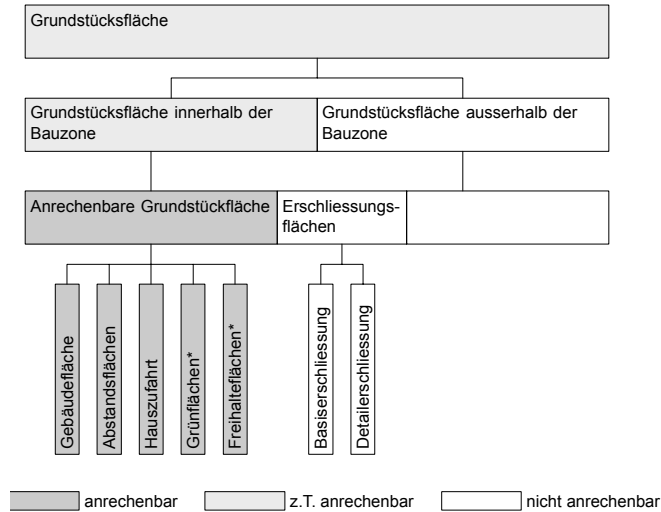 Grundstücksfläche
Grundstücksfläche innerhalb der
Bauzone
Grundstücksfläche ausserhalb der
Bauzone
Anrechenbare Grundstückfläche
Erschliessungs-
flächen
Gebäudefläche
Abstandsflächen
Hauszufahrt
Grünflächen*
Freihalteflächen*
Basiserschliessung
Detailerschliessung
anrechenbar
z.T. anrechenbar
nicht anrechenbar